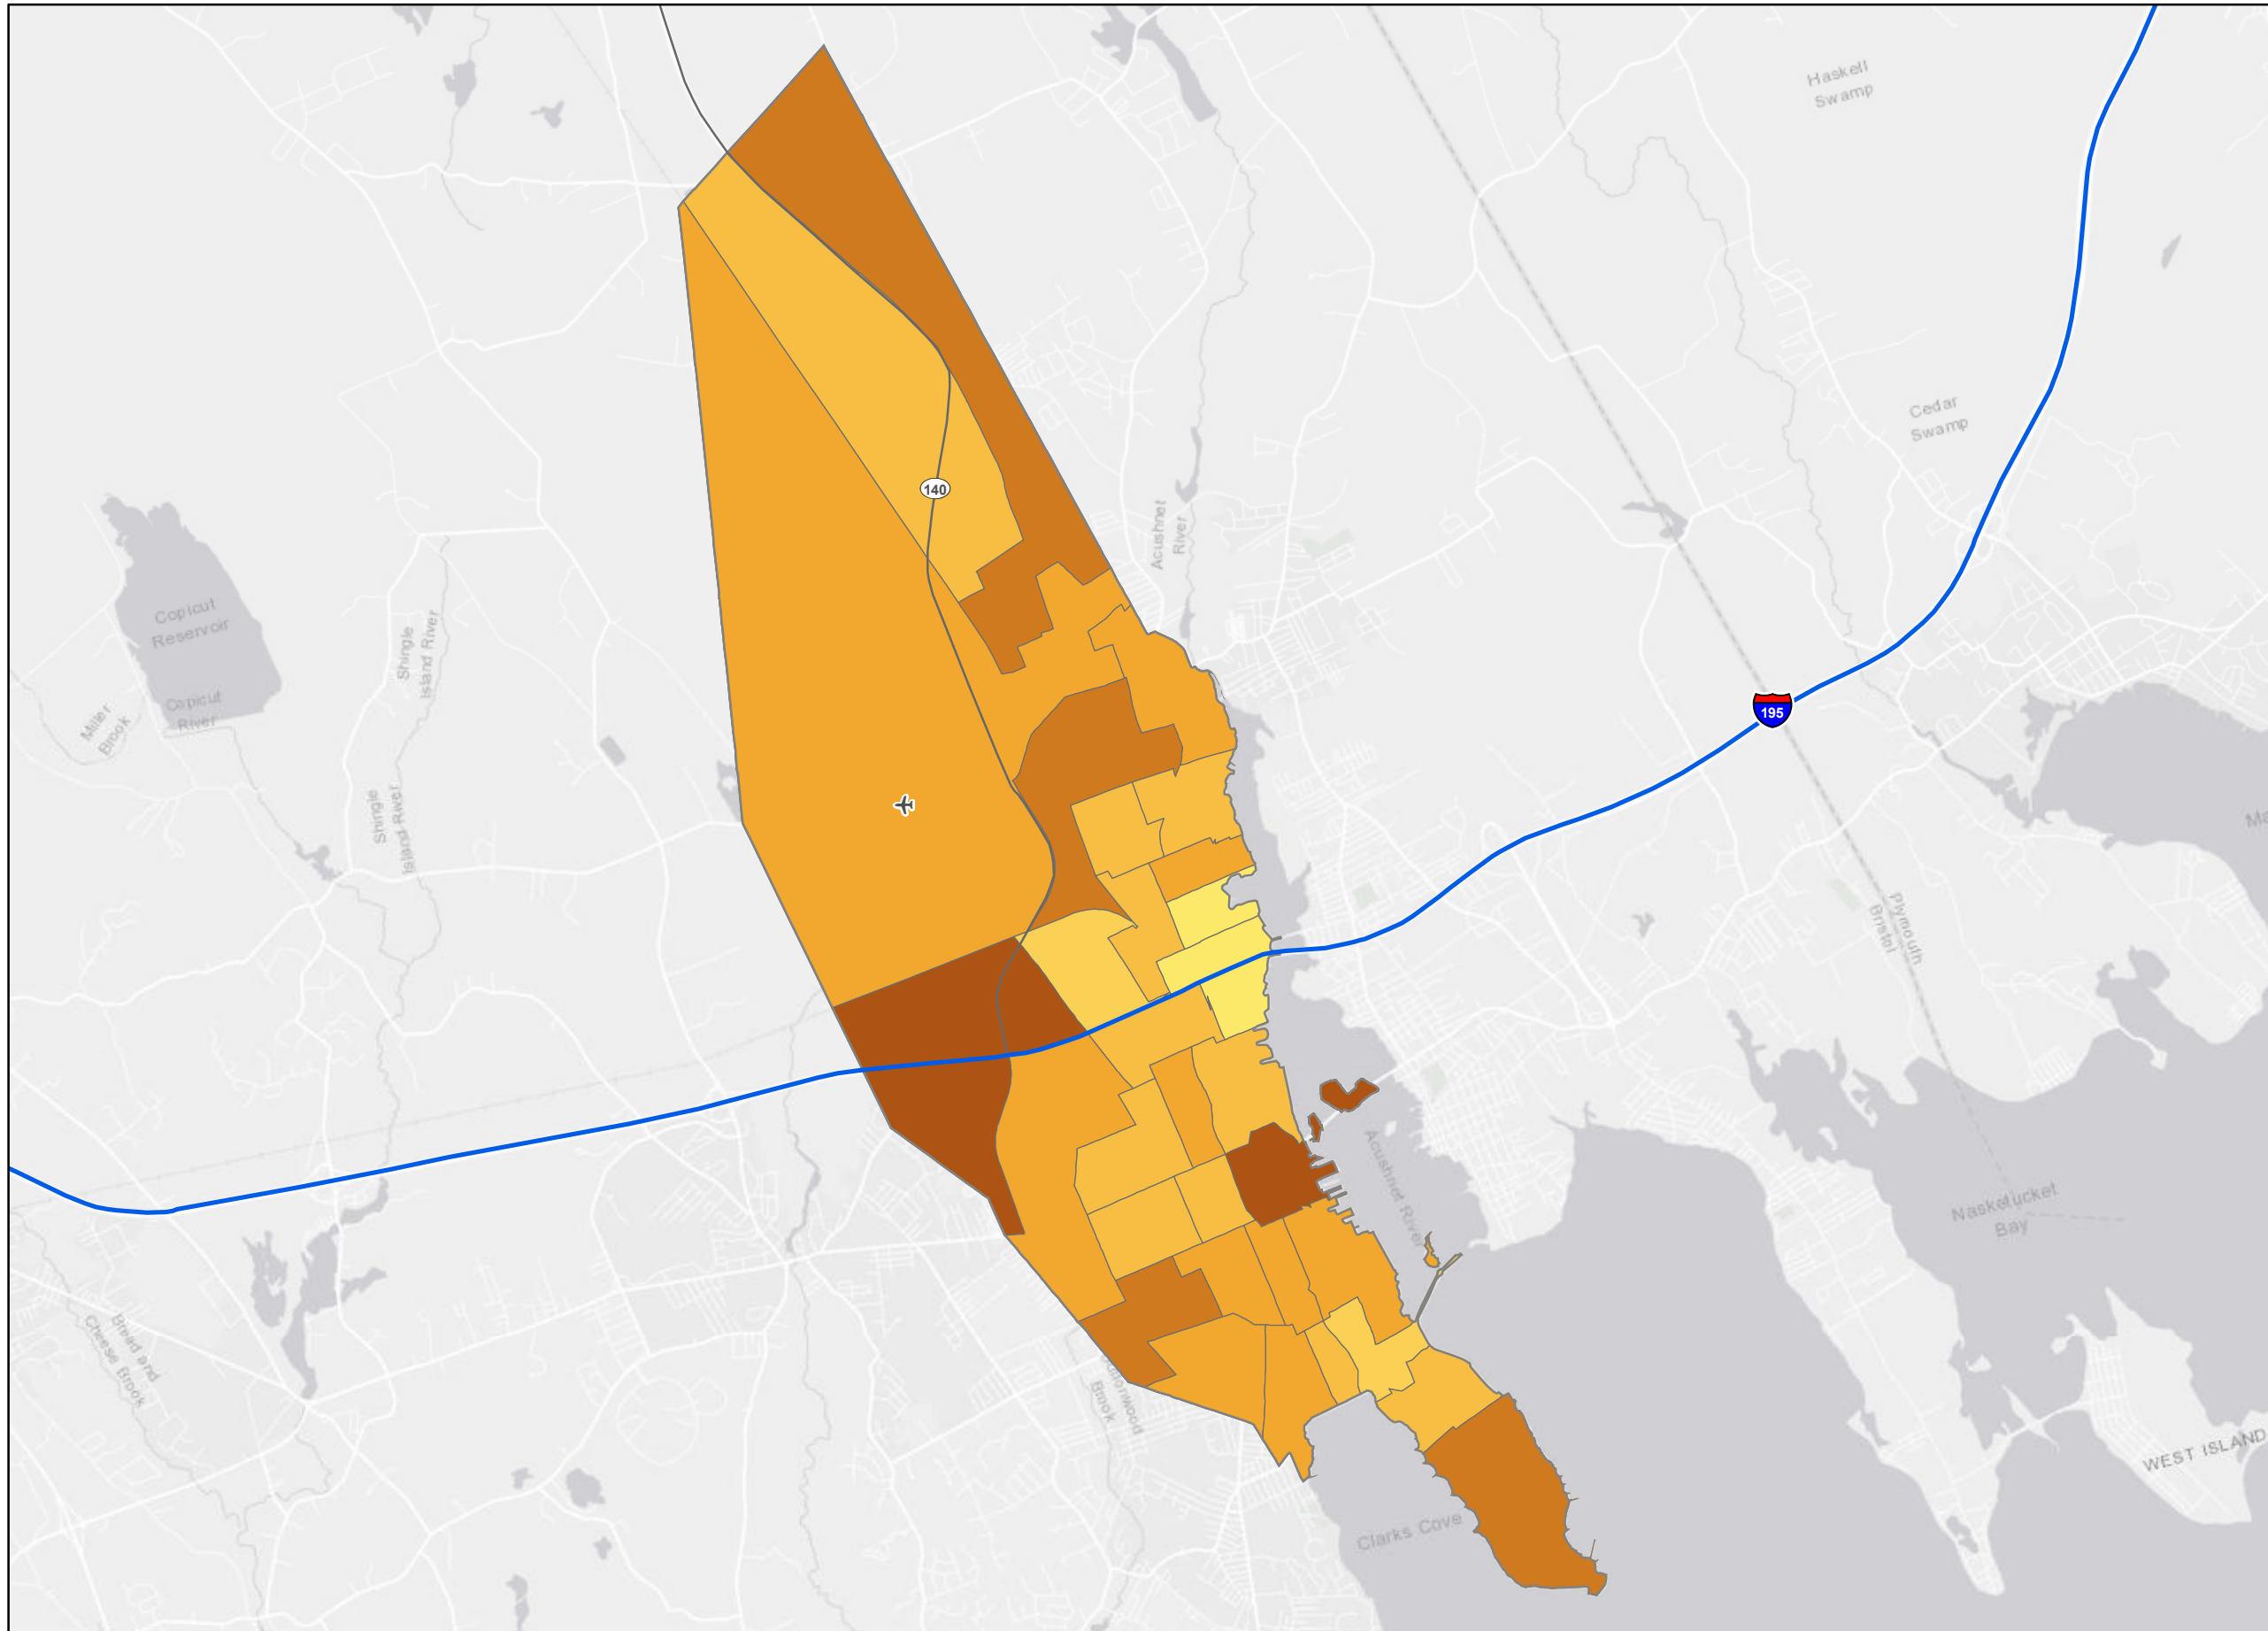 Haskell
Swamp
Cedar
Swamp
140
Acushnet
River
Copicut
Reservoir
Shingle
Island River
Copicut
River
Miller
Brook
195
Shingle
Island River
Plymouth
Bristol
Acushnet River
Nasketucket
Bay
Bread and
Cheese Brook
Brook
WEST ISLAND
Clarks Cove